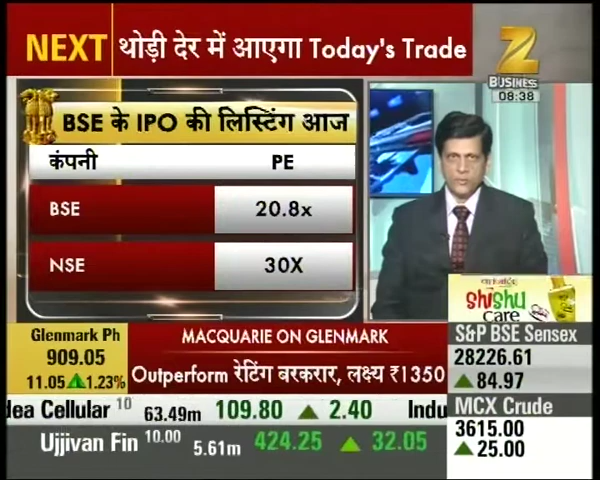 NEXT थोड़ी देर में आएगा Today's Trade
Z
BUSINESS
08:38
BSE के IPO की लिस्टिंग आज
कंपनी PE
BSE 20.8x
NSE 30X
shishu
care
Glenmark Ph
909.05
11.05 1.23%
MACQUARIE ON GLENMARK
Outperform रेटिंग बरकरार, लक्ष्य ₹1350
S&P BSE Sensex
28226.61
84.97
MCX Crude
3615.00
25.00
dea Cellular 10 63.49m 109.80 2.40 Indu
Ujjivan Fin 10.00 5.61m 424.25 32.05